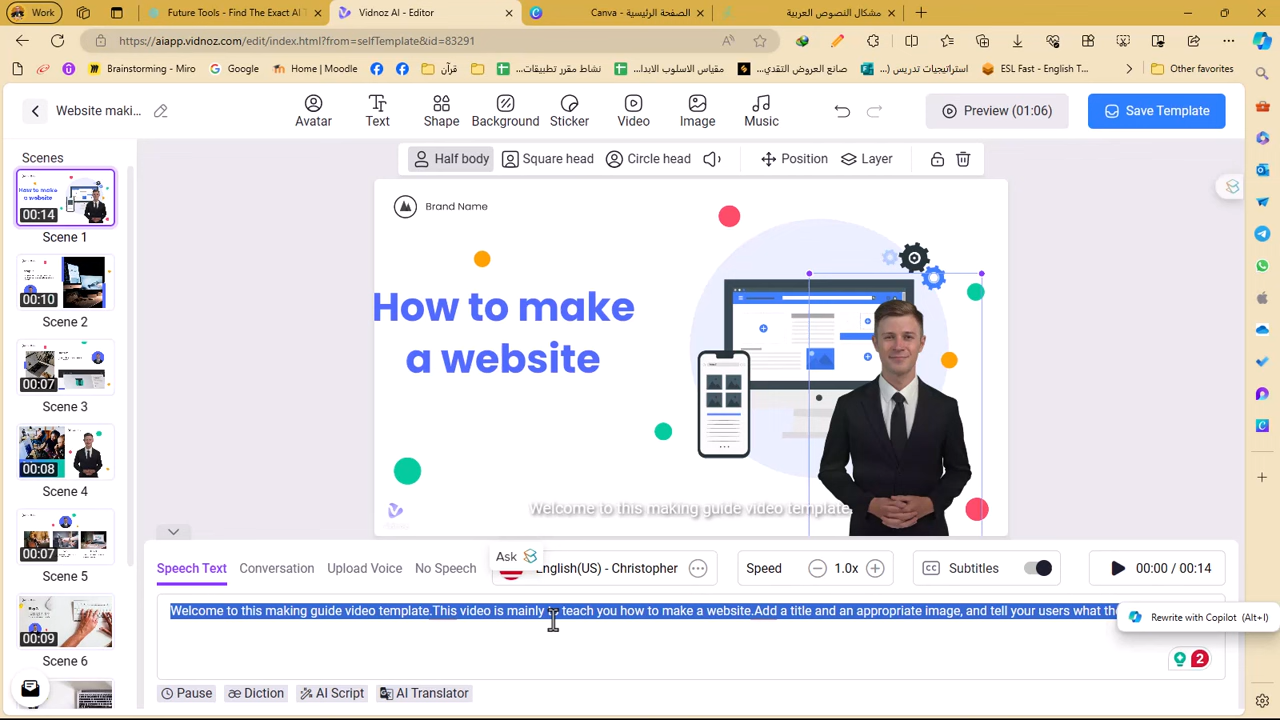 Work
Future Tools - Find The Exact AI T
Vidnoz AI - Editor
الصفحة الرئيسية - Canva
مشكال النصوص العربية
https://aiapp.vidnoz.com/edit/index.html?from=selfTemplate&id=83291
Brainstorming - Miro
Google
Home | Moodle
قرآن
نشاط مقرر تطبيقات...
مقياس الاسلوب الابدا...
صانع العروض التقدي...
استراتيجيات تدريس (...
ESL Fast - English T...
Other favorites
Website maki...
Avatar
Text
Shape
Background
Sticker
Video
Image
Music
Preview (01:06)
Save Template
Scenes
Half body
Square head
Circle head
Position
Layer
00:14
Scene 1
00:10
Scene 2
00:07
Scene 3
00:08
Scene 4
00:07
Scene 5
00:09
Scene 6
Brand Name
How to make
a website
Welcome to this making guide video template.
Ask
Speech Text
Conversation
Upload Voice
No Speech
English(US) - Christopher
Speed
1.0x
CC
Subtitles
00:00 / 00:14
Welcome to this making guide video template.This video is mainly to teach you how to make a website.Add a title and an appropriate image, and tell your users what the
Rewrite with Copilot (Alt+I)
2
Pause
æ Diction
AI Script
AI Translator